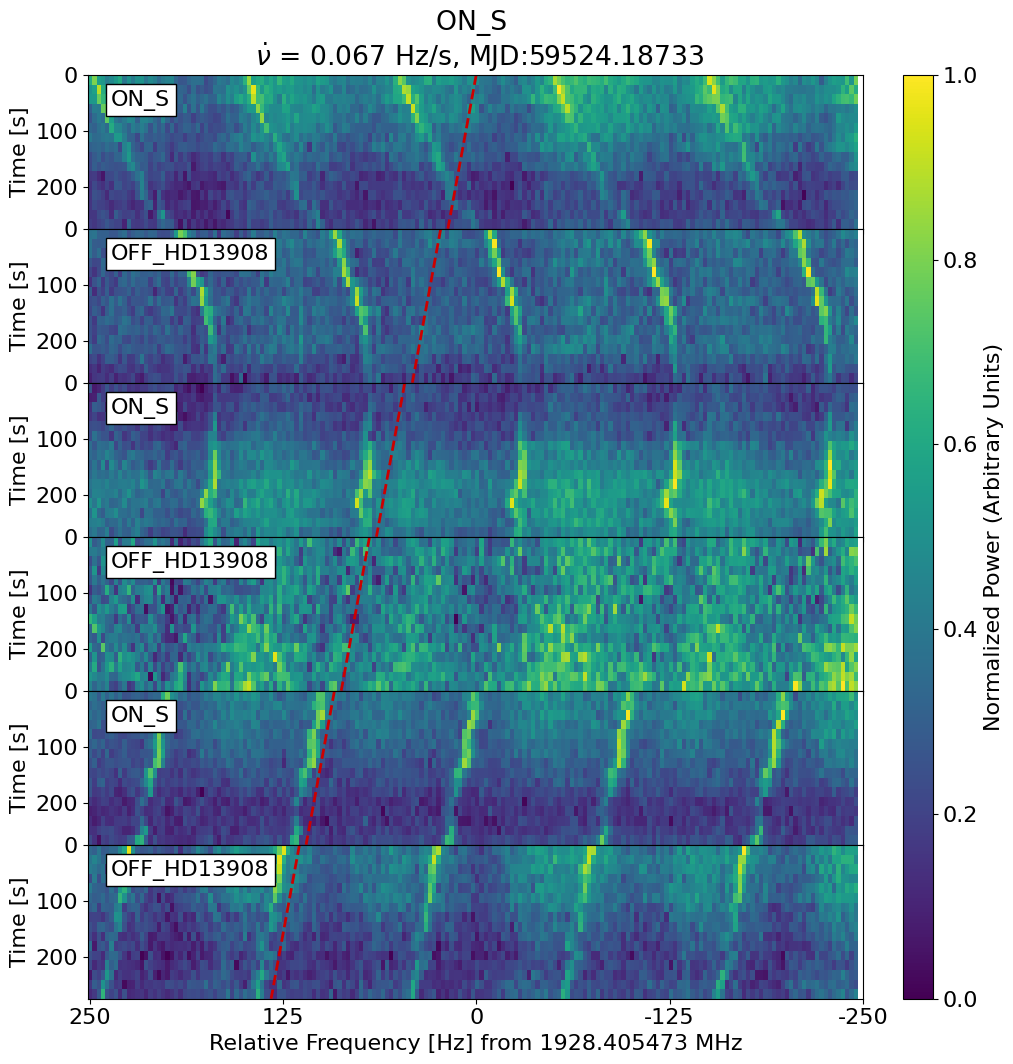 ON_S
ν̇ = 0.067 Hz/s, MJD:59524.18733
0
ON_S
100
200
Time [s]
0
OFF_HD13908
100
200
Time [s]
0
ON_S
100
200
Time [s]
0
OFF_HD13908
100
200
Time [s]
0
ON_S
100
200
Time [s]
0
OFF_HD13908
100
200
Time [s]
250 125 0 -125 -250
Relative Frequency [Hz] from 1928.405473 MHz
1.0
0.8
0.6
0.4
0.2
0.0
Normalized Power (Arbitrary Units)